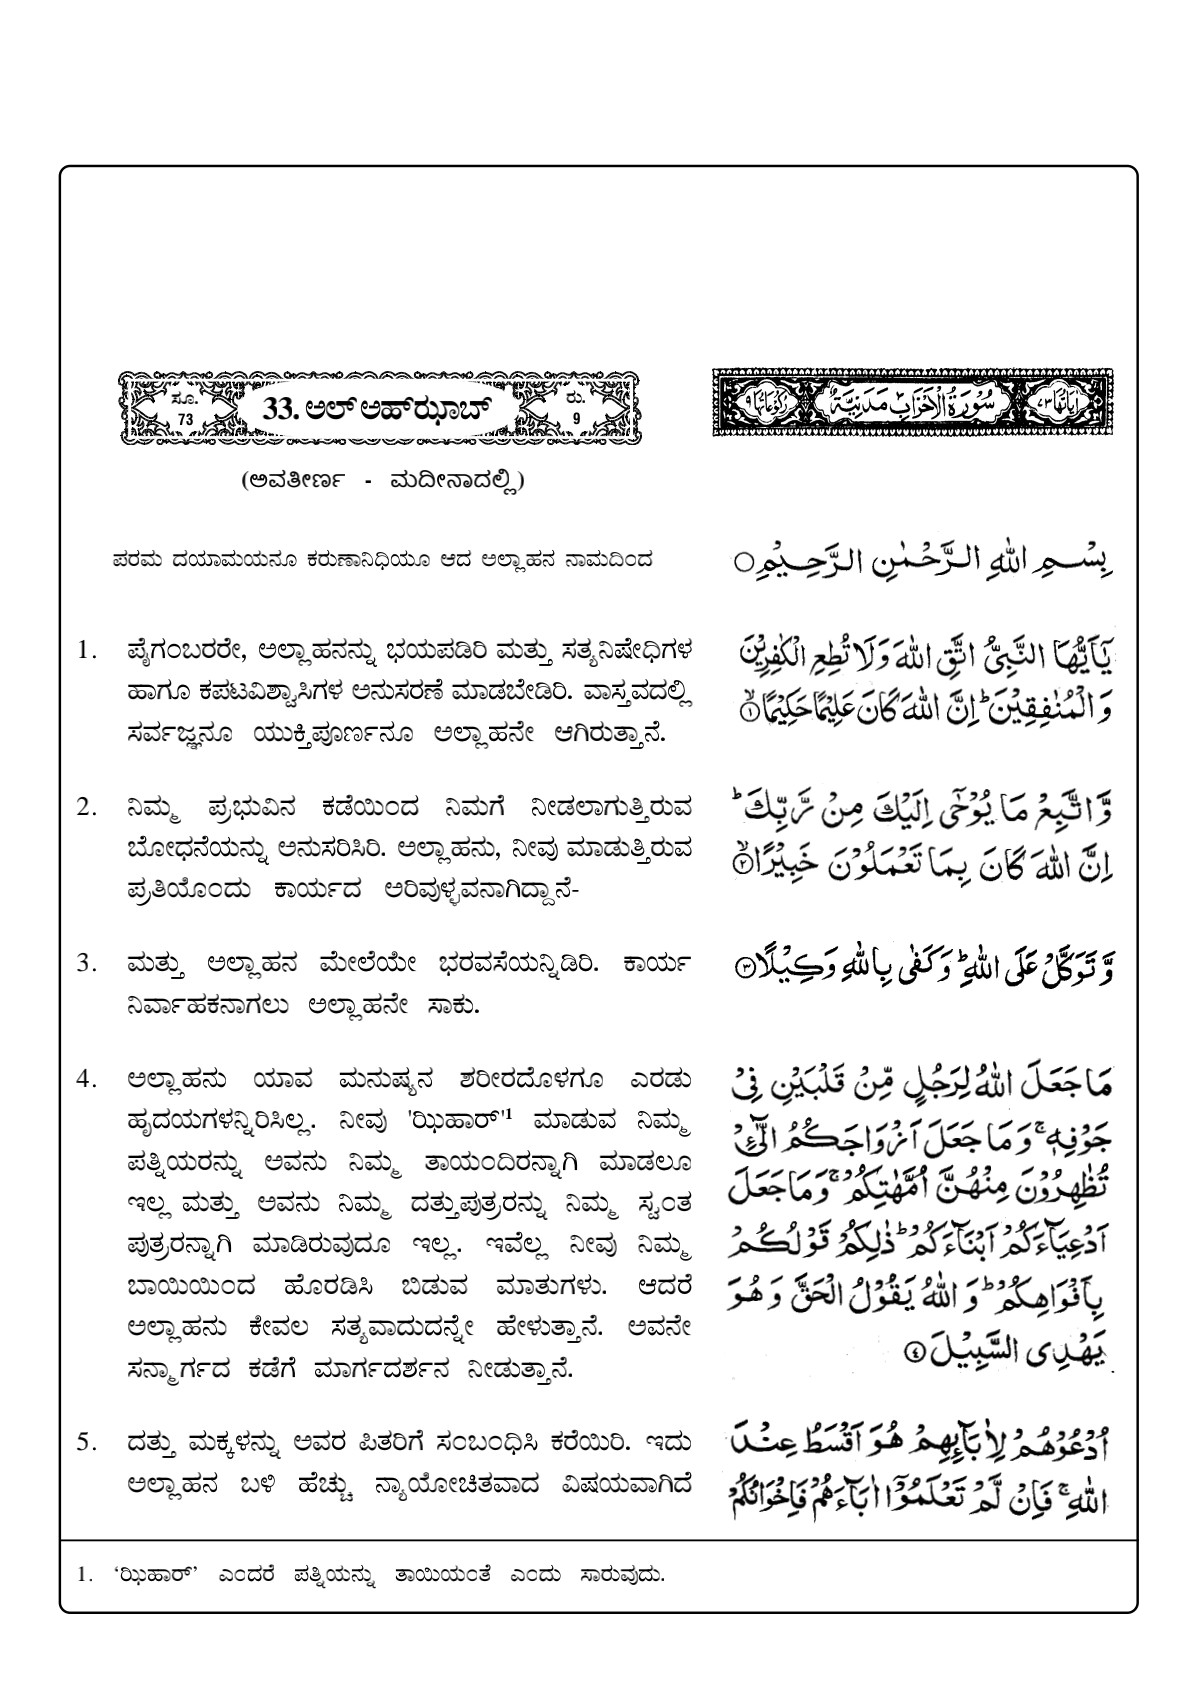 ಸೂ.
73
33. ಅಲ್ ಅಹ್‌ಝಾಬ್
ರು.
9
اٰيَاتُهَا ٧٣
سُوْرَةُ الْاَحْزَابِ مَدَنِيَّةٌ
رُكُوْعَاتُهَا ٩
(ಅವತೀರ್ಣ - ಮದೀನಾದಲ್ಲಿ)
ಪರಮ ದಯಾಮಯನೂ ಕರುಣಾನಿಧಿಯೂ ಆದ ಅಲ್ಲಾಹನ ನಾಮದಿಂದ
بِسْمِ اللّٰهِ الرَّحْمٰنِ الرَّحِيْمِ ○
1. ಪೈಗಂಬರರೇ, ಅಲ್ಲಾಹನನ್ನು ಭಯಪಡಿರಿ ಮತ್ತು ಸತ್ಯನಿಷೇಧಿಗಳ
ಹಾಗೂ ಕಪಟವಿಶ್ವಾಸಿಗಳ ಅನುಸರಣೆ ಮಾಡಬೇಡಿರಿ. ವಾಸ್ತವದಲ್ಲಿ
ಸರ್ವಜ್ಞನೂ ಯುಕ್ತಿಪೂರ್ಣನೂ ಅಲ್ಲಾಹನೇ ಆಗಿರುತ್ತಾನೆ.
يٰٓاَيُّهَا النَّبِيُّ اتَّقِ اللّٰهَ وَلَا تُطِعِ الْكٰفِرِيْنَ
وَالْمُنٰفِقِيْنَ ؕ اِنَّ اللّٰهَ كَانَ عَلِيْمًا حَكِيْمًا ۙ١
2. ನಿಮ್ಮ ಪ್ರಭುವಿನ ಕಡೆಯಿಂದ ನಿಮಗೆ ನೀಡಲಾಗುತ್ತಿರುವ
ಬೋಧನೆಯನ್ನು ಅನುಸರಿಸಿರಿ. ಅಲ್ಲಾಹನು, ನೀವು ಮಾಡುತ್ತಿರುವ
ಪ್ರತಿಯೊಂದು ಕಾರ್ಯದ ಅರಿವುಳ್ಳವನಾಗಿದ್ದಾನೆ-
وَّاتَّبِعْ مَا يُوْحٰٓى اِلَيْكَ مِنْ رَّبِّكَ ؕ
اِنَّ اللّٰهَ كَانَ بِمَا تَعْمَلُوْنَ خَبِيْرًا ۙ٢
3. ಮತ್ತು ಅಲ್ಲಾಹನ ಮೇಲೆಯೇ ಭರವಸೆಯನ್ನಿಡಿರಿ. ಕಾರ್ಯ
ನಿರ್ವಾಹಕನಾಗಲು ಅಲ್ಲಾಹನೇ ಸಾಕು.
وَّتَوَكَّلْ عَلَى اللّٰهِ ؕ وَكَفٰى بِاللّٰهِ وَكِيْلًا ٣
4. ಅಲ್ಲಾಹನು ಯಾವ ಮನುಷ್ಯನ ಶರೀರದೊಳಗೂ ಎರಡು
ಹೃದಯಗಳನ್ನಿರಿಸಿಲ್ಲ. ನೀವು 'ಝಿಹಾರ್'¹ ಮಾಡುವ ನಿಮ್ಮ
ಪತ್ನಿಯರನ್ನು ಅವನು ನಿಮ್ಮ ತಾಯಂದಿರನ್ನಾಗಿ ಮಾಡಲೂ
ಇಲ್ಲ ಮತ್ತು ಅವನು ನಿಮ್ಮ ದತ್ತುಪುತ್ರರನ್ನು ನಿಮ್ಮ ಸ್ವಂತ
ಪುತ್ರರನ್ನಾಗಿ ಮಾಡಿರುವುದೂ ಇಲ್ಲ. ಇವೆಲ್ಲ ನೀವು ನಿಮ್ಮ
ಬಾಯಿಯಿಂದ ಹೊರಡಿಸಿ ಬಿಡುವ ಮಾತುಗಳು. ಆದರೆ
ಅಲ್ಲಾಹನು ಕೇವಲ ಸತ್ಯವಾದುದನ್ನೇ ಹೇಳುತ್ತಾನೆ. ಅವನೇ
ಸನ್ಮಾರ್ಗದ ಕಡೆಗೆ ಮಾರ್ಗದರ್ಶನ ನೀಡುತ್ತಾನೆ.
مَا جَعَلَ اللّٰهُ لِرَجُلٍ مِّنْ قَلْبَيْنِ فِيْ
جَوْفِهٖ ۚ وَمَا جَعَلَ اَزْوَاجَكُمُ الّٰٓـِٔيْ
تُظٰهِرُوْنَ مِنْهُنَّ اُمَّهٰتِكُمْ ۚ وَمَا جَعَلَ
اَدْعِيَآءَكُمْ اَبْنَآءَكُمْ ؕ ذٰلِكُمْ قَوْلُكُمْ
بِاَفْوَاهِكُمْ ؕ وَاللّٰهُ يَقُوْلُ الْحَقَّ وَهُوَ
يَهْدِى السَّبِيْلَ ٤
5. ದತ್ತು ಮಕ್ಕಳನ್ನು ಅವರ ಪಿತರಿಗೆ ಸಂಬಂಧಿಸಿ ಕರೆಯಿರಿ. ಇದು
ಅಲ್ಲಾಹನ ಬಳಿ ಹೆಚ್ಚು ನ್ಯಾಯೋಚಿತವಾದ ವಿಷಯವಾಗಿದೆ
اُدْعُوْهُمْ لِاٰبَآئِهِمْ هُوَ اَقْسَطُ عِنْدَ
اللّٰهِ ۚ فَاِنْ لَّمْ تَعْلَمُوْٓا اٰبَآءَهُمْ فَاِخْوَانُكُمْ
1. ‘ಝಿಹಾರ್’ ಎಂದರೆ ಪತ್ನಿಯನ್ನು ತಾಯಿಯಂತೆ ಎಂದು ಸಾರುವುದು.